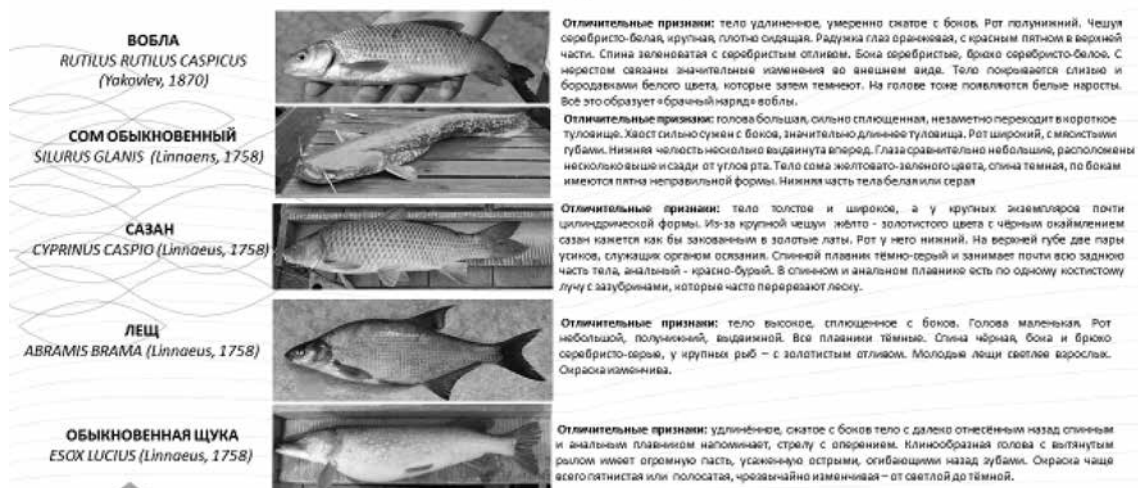 ВОБЛА
RUTILUS RUTILUS CASPICUS
(Yakovlev, 1870)
Отличительные признаки: тело удлиненное, умеренно сжатое с боков. Рот полунижний. Чешуя
серебристо-белая, крупная, плотно сидящая. Радужка глаз оранжевая, с красным пятном в верхней
части. Спина зеленоватая с серебристым отливом. Бока серебристые, брюхо серебристо-белое. С
нерестом связаны значительные изменения во внешнем виде. Тело покрывается слизью и
бородавками белого цвета, которые затем темнеют. На голове тоже появляются белые наросты.
Всё это образует «брачный наряд» воблы.
СОМ ОБЫКНОВЕННЫЙ
SILURUS GLANIS (Linnaens, 1758)
Отличительные признаки: голова большая, сильно сплющенная, незаметно переходит в короткое
туловище. Хвост сильно сужен с боков, значительно длиннее туловища. Рот широкий, с мясистыми
губами. Нижняя челюсть несколько выдвинута вперед. Глаза сравнительно небольшие, расположены
несколько выше и сзади от углов рта. Тело сома желтовато-зеленого цвета, спина темная, по бокам
имеются пятна неправильной формы. Нижняя часть тела белая или серая
САЗАН
CYPRINUS CASPIO (Linnaeus, 1758)
Отличительные признаки: тело толстое и широкое, а у крупных экземпляров почти
цилиндрической формы. Из-за крупной чешуи жёлто - золотистого цвета с чёрным окаймлением
сазан кажется как бы закованным в золотые латы. Рот у него нижний. На верхней губе две пары
усиков, служащих органом осязания. Спинной плавник тёмно-серый и занимает почти всю заднюю
часть тела, анальный - красно-бурый. В спинном и анальном плавнике есть по одному костистому
лучу с зазубринами, которые часто перерезают леску.
ЛЕЩ
ABRAMIS BRAMA (Linnaeus, 1758)
Отличительные признаки: тело высокое, сплющенное с боков. Голова маленькая. Рот
небольшой, полунижний, выдвижной. Все плавники тёмные. Спина чёрная, бока и брюхо
серебристо-серые, у крупных рыб – с золотистым отливом. Молодые лещи светлее взрослых.
Окраска изменчива.
ОБЫКНОВЕННАЯ ЩУКА
ESOX LUCIUS (Linnaeus, 1758)
Отличительные признаки: удлинённое, сжатое с боков тело с далеко отнесённым назад спинным
и анальным плавником напоминает, стрелу с оперением. Клинообразная голова с вытянутым
рылом имеет огромную пасть, усаженную острыми, огибающими назад зубами. Окраска чаще
всего пятнистая или полосатая, чрезвычайно изменчивая – от светлой до тёмной.